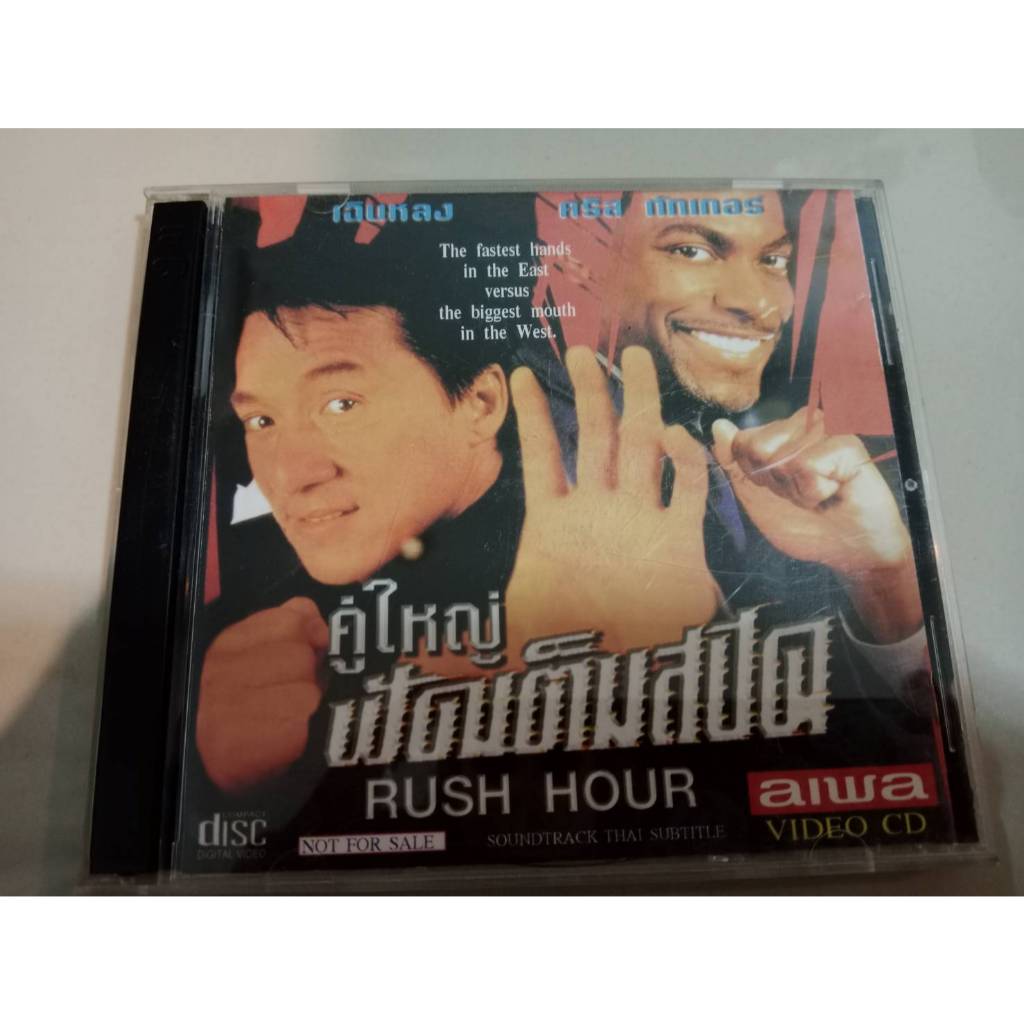 เฉินหลง คริส ทักเกอร์
The fastest hands
in the East
versus
the biggest mouth
in the West.
คู่ใหญ่
ฟัดเต็มสปีด
RUSH HOUR
aiwa
VIDEO CD
COMPACT
disc
DIGITAL VIDEO
NOT FOR SALE
SOUNDTRACK THAI SUBTITLE